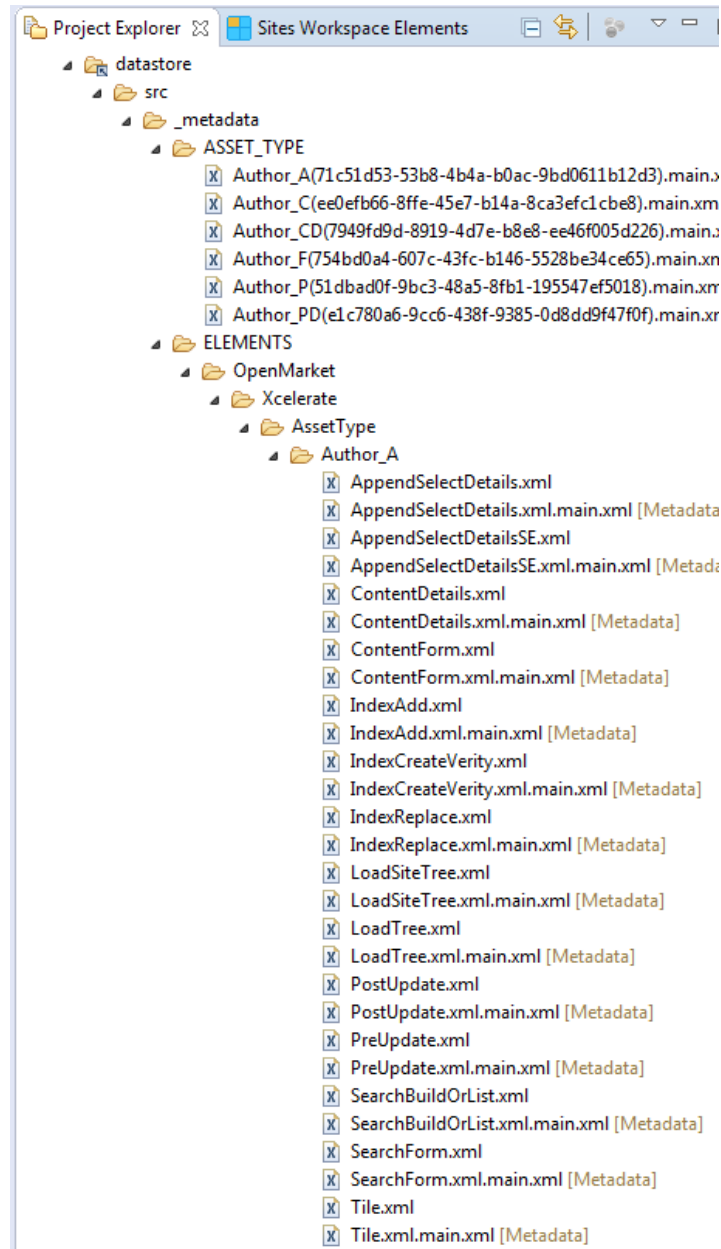 Project Explorer Sites Workspace Elements
datastore
src
_metadata
ASSET_TYPE
Author_A(71c51d53-53b8-4b4a-b0ac-9bd0611b12d3).main.x
Author_C(ee0efb66-8ffe-45e7-b14a-8ca3efc1cbe8).main.xm
Author_CD(7949fd9d-8919-4d7e-b8e8-ee46f005d226).main.x
Author_F(754bd0a4-607c-43fc-b146-5528be34ce65).main.xm
Author_P(51dbad0f-9bc3-48a5-8fb1-195547ef5018).main.xm
Author_PD(e1c780a6-9cc6-438f-9385-0d8dd9f47f0f).main.xr
ELEMENTS
OpenMarket
Xcelerate
AssetType
Author_A
AppendSelectDetails.xml
AppendSelectDetails.xml.main.xml [Metadata
AppendSelectDetailsSE.xml
AppendSelectDetailsSE.xml.main.xml [Metada
ContentDetails.xml
ContentDetails.xml.main.xml [Metadata]
ContentForm.xml
ContentForm.xml.main.xml [Metadata]
IndexAdd.xml
IndexAdd.xml.main.xml [Metadata]
IndexCreateVerity.xml
IndexCreateVerity.xml.main.xml [Metadata]
IndexReplace.xml
IndexReplace.xml.main.xml [Metadata]
LoadSiteTree.xml
LoadSiteTree.xml.main.xml [Metadata]
LoadTree.xml
LoadTree.xml.main.xml [Metadata]
PostUpdate.xml
PostUpdate.xml.main.xml [Metadata]
PreUpdate.xml
PreUpdate.xml.main.xml [Metadata]
SearchBuildOrList.xml
SearchBuildOrList.xml.main.xml [Metadata]
SearchForm.xml
SearchForm.xml.main.xml [Metadata]
Tile.xml
Tile.xml.main.xml [Metadata]